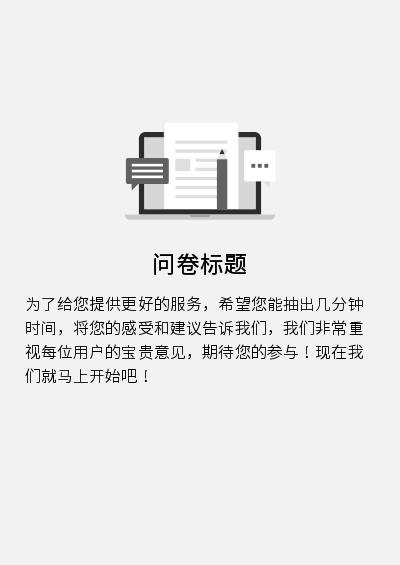 问卷标题
为了给您提供更好的服务，希望您能抽出几分钟
时间，将您的感受和建议告诉我们，我们非常重
视每位用户的宝贵意见，期待您的参与！现在我
们就马上开始吧！